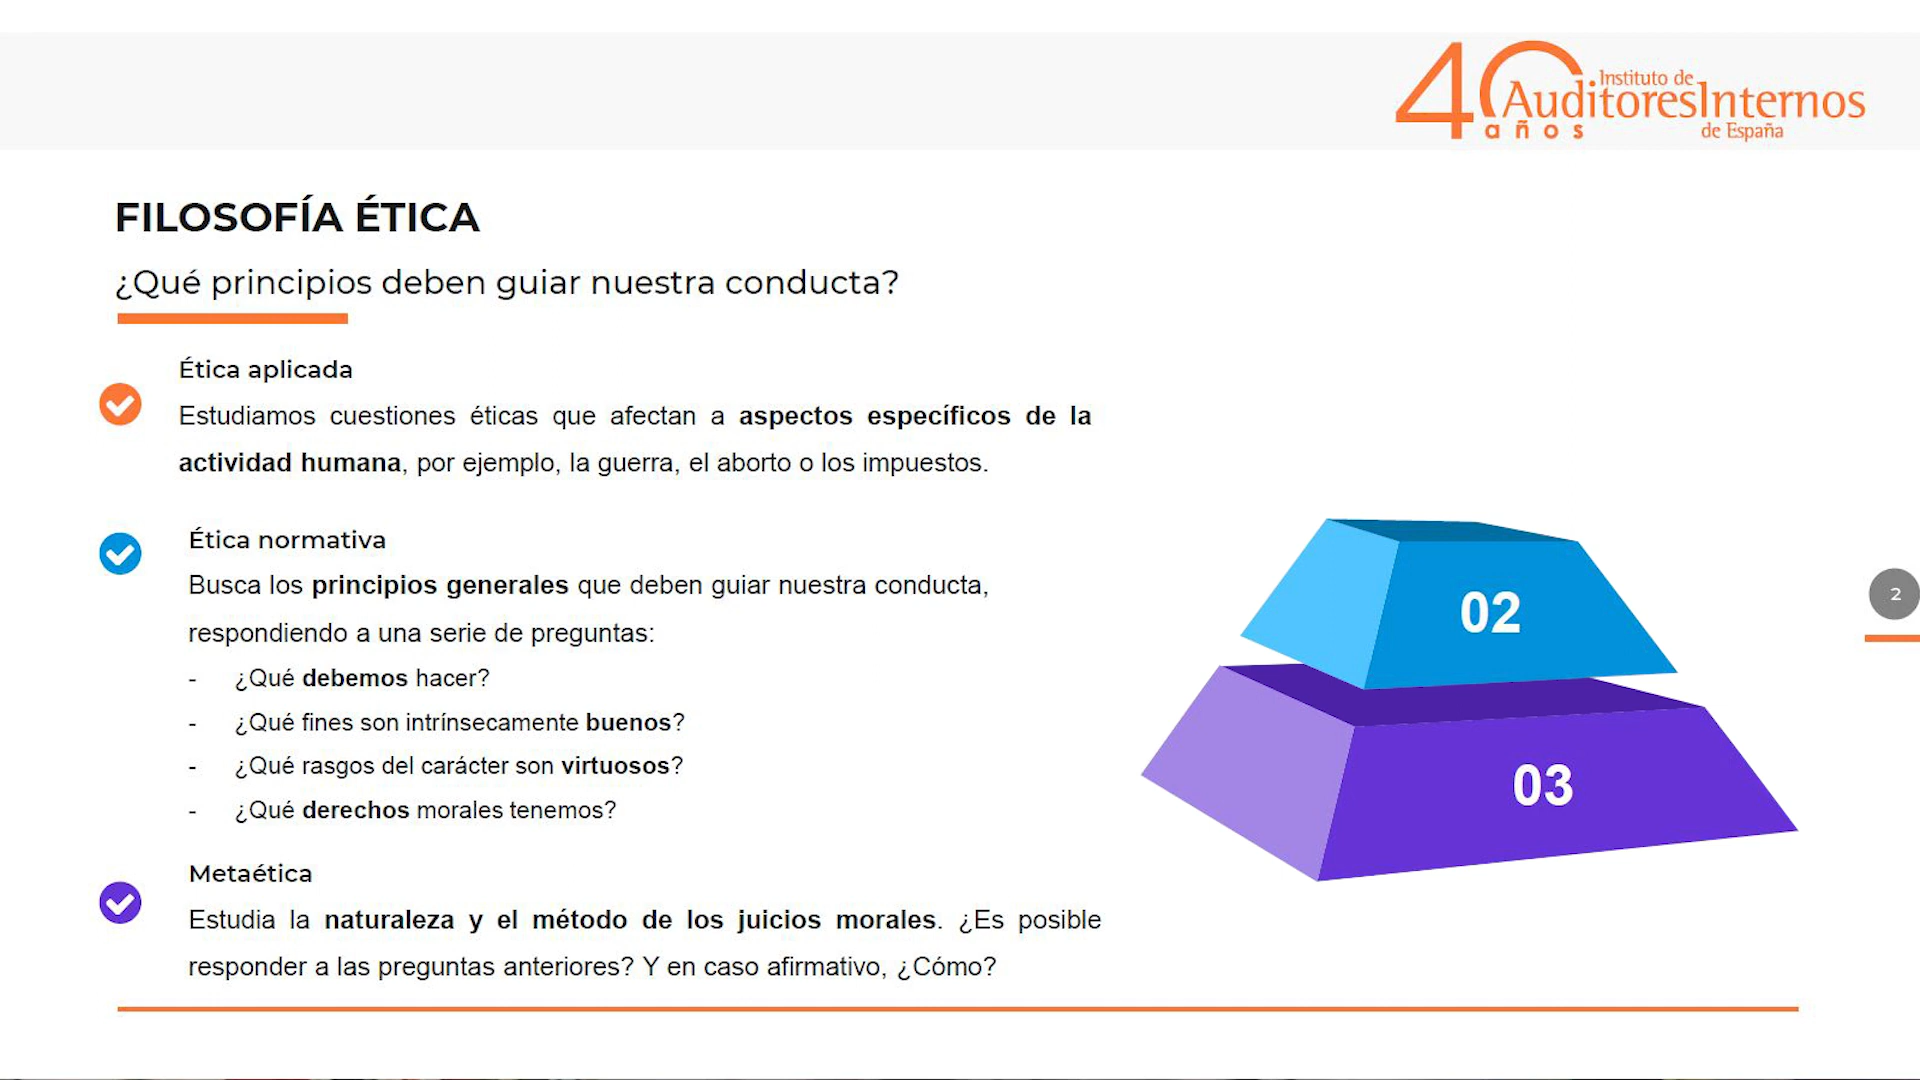 40 años
Instituto de
AuditoresInternos
de España
FILOSOFÍA ÉTICA
¿Qué principios deben guiar nuestra conducta?
Ética aplicada
Estudiamos cuestiones éticas que afectan a aspectos específicos de la
actividad humana, por ejemplo, la guerra, el aborto o los impuestos.
Ética normativa
Busca los principios generales que deben guiar nuestra conducta,
respondiendo a una serie de preguntas:
- ¿Qué debemos hacer?
- ¿Qué fines son intrínsecamente buenos?
- ¿Qué rasgos del carácter son virtuosos?
- ¿Qué derechos morales tenemos?
Metaética
Estudia la naturaleza y el método de los juicios morales. ¿Es posible
responder a las preguntas anteriores? Y en caso afirmativo, ¿Cómo?
02
03
2